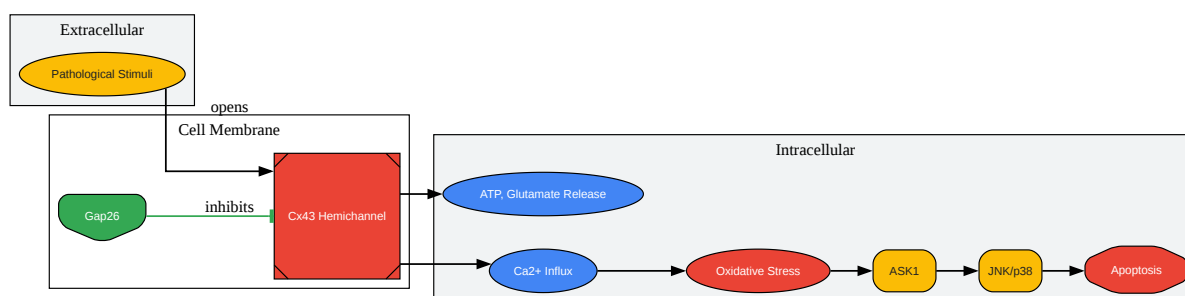 Extracellular
Pathological Stimuli
opens
Cell Membrane
Intracellular
ATP, Glutamate Release
Gap26
inhibits
Cx43 Hemichannel
Ca2+ Influx
Oxidative Stress
ASK1
JNK/p38
Apoptosis